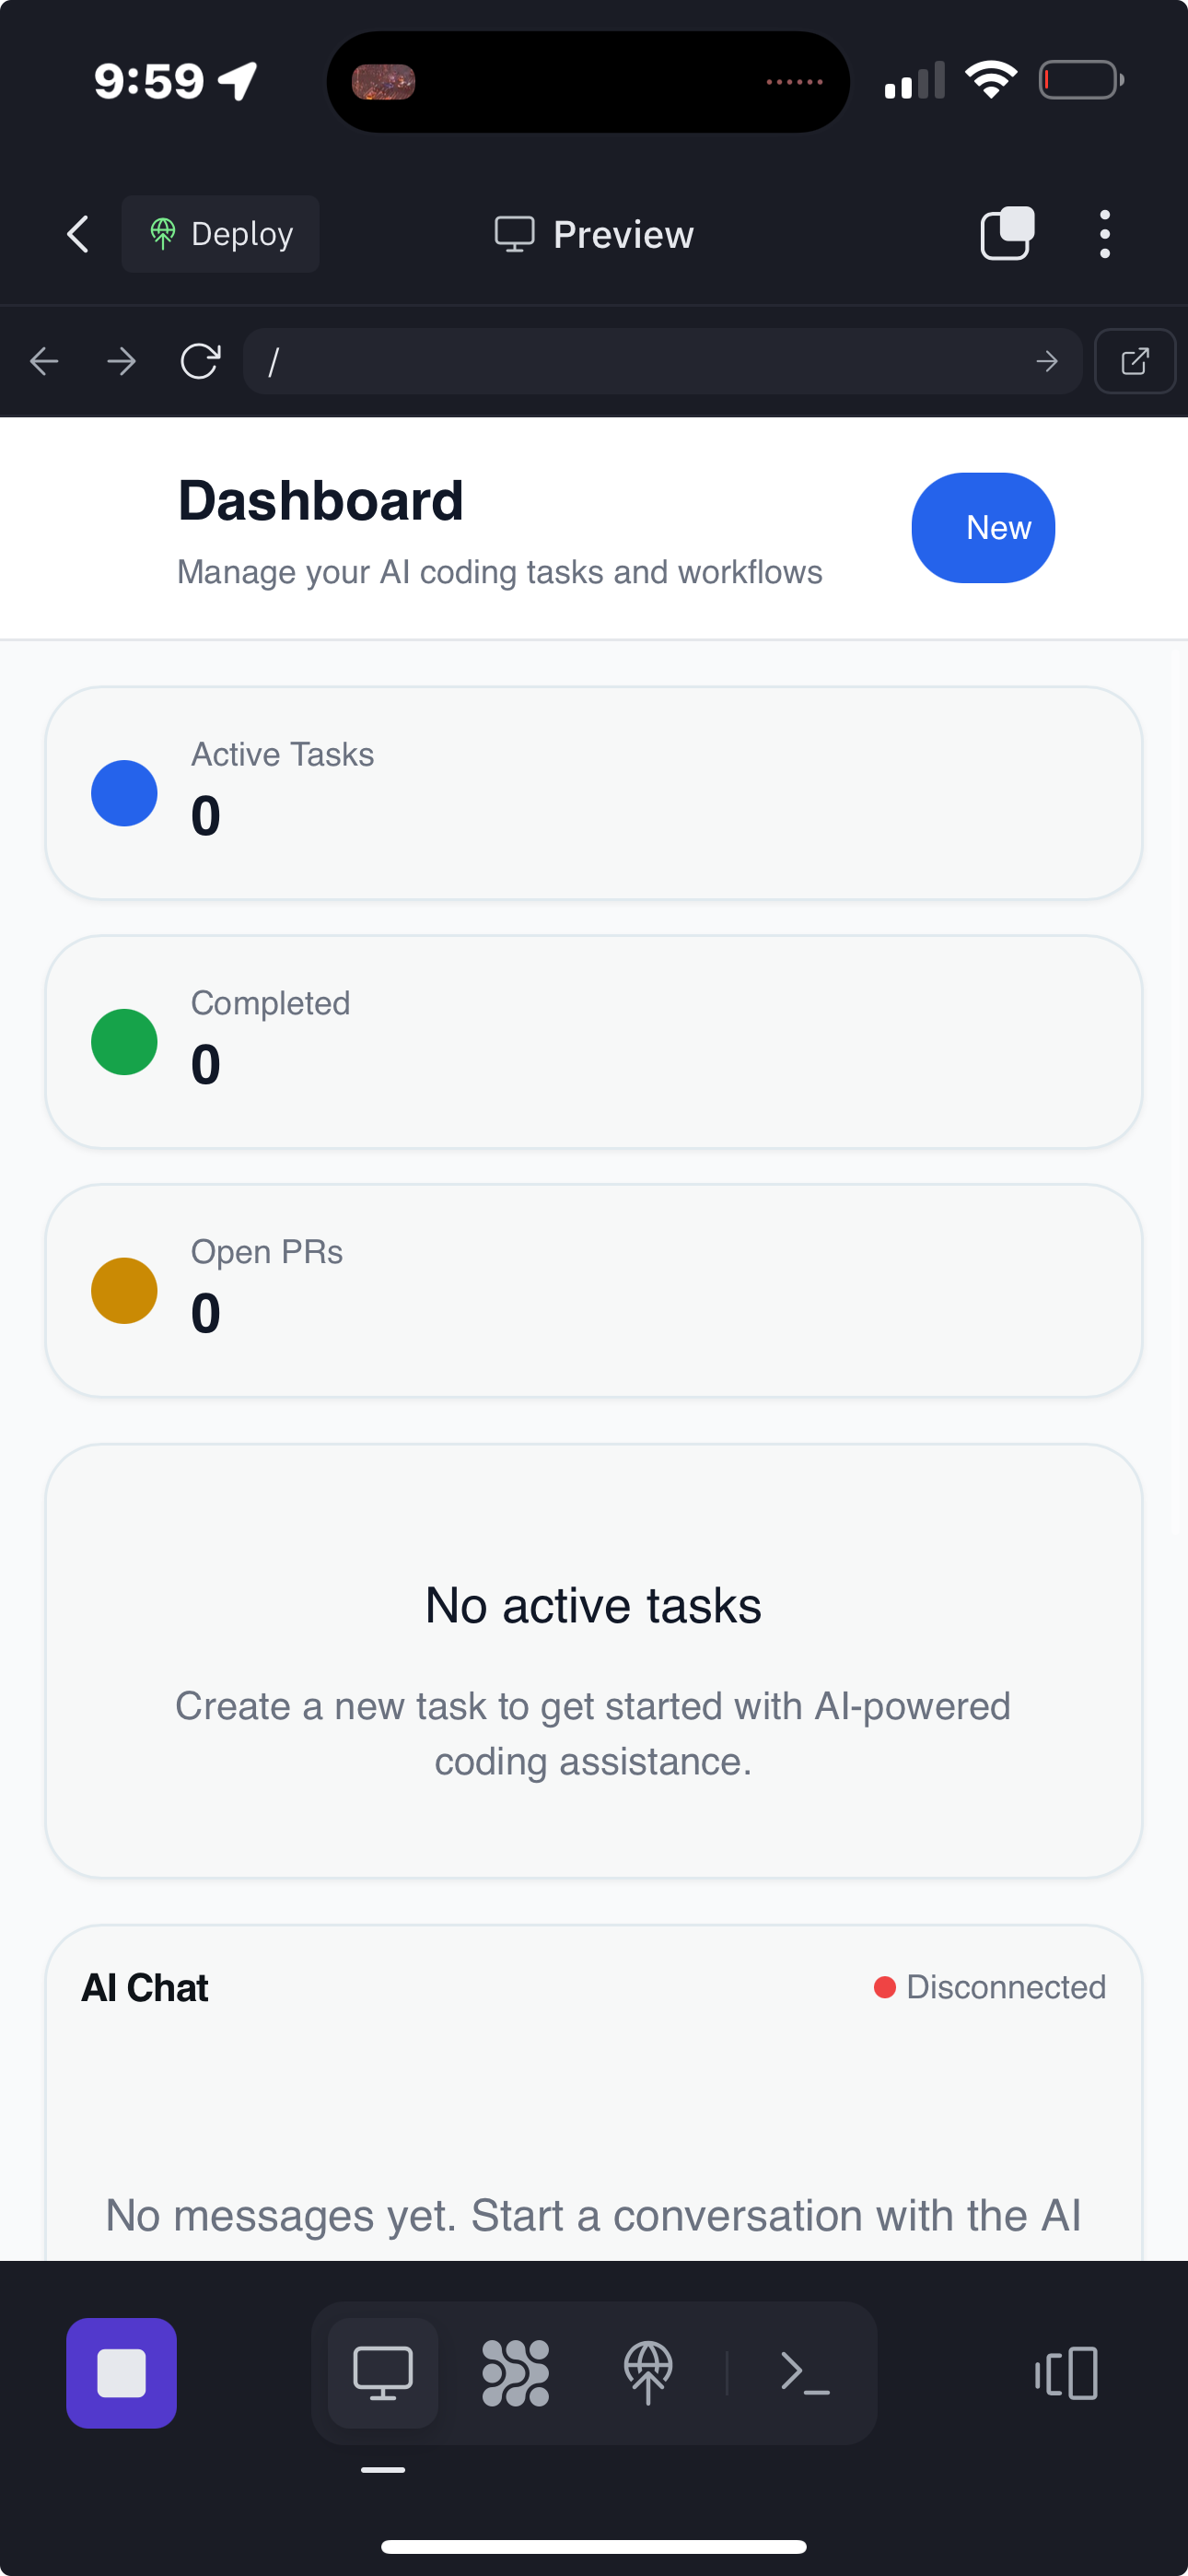 9:59
Deploy
Preview
/
Dashboard
Manage your AI coding tasks and workflows
New
Active Tasks
0
Completed
0
Open PRs
0
No active tasks
Create a new task to get started with AI-powered
coding assistance.
AI Chat
Disconnected
No messages yet. Start a conversation with the AI